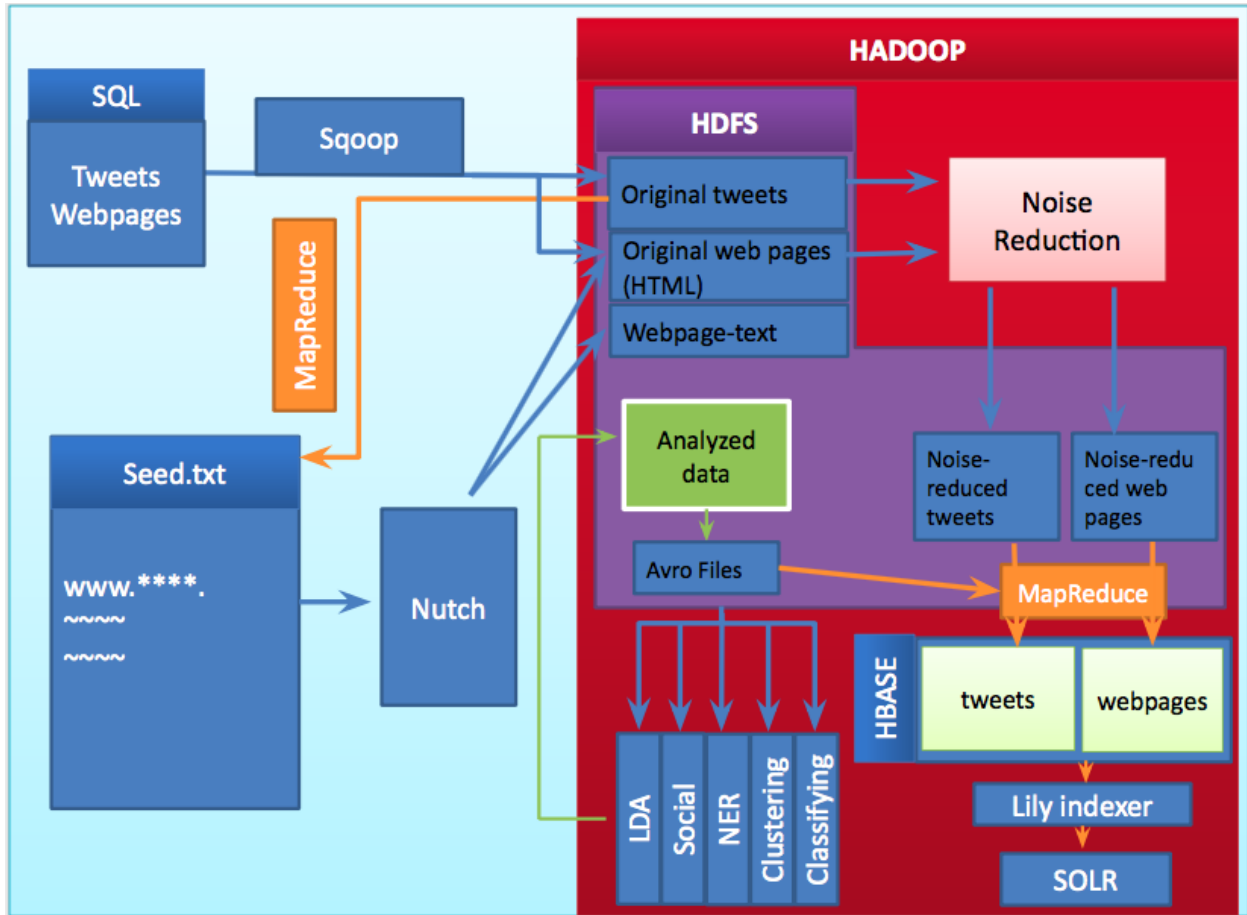 HADOOP
SQL
Tweets
Webpages
Sqoop
HDFS
Original tweets
Original web pages
(HTML)
Webpage-text
Noise
Reduction
MapReduce
Seed.txt
www.****.
~~~~
~~~~
Nutch
Analyzed
data
Avro Files
Noise-
reduced
tweets
Noise-redu
ced web
pages
MapReduce
HBASE
tweets
webpages
LDA
Social
NER
Clustering
Classifying
Lily indexer
SOLR